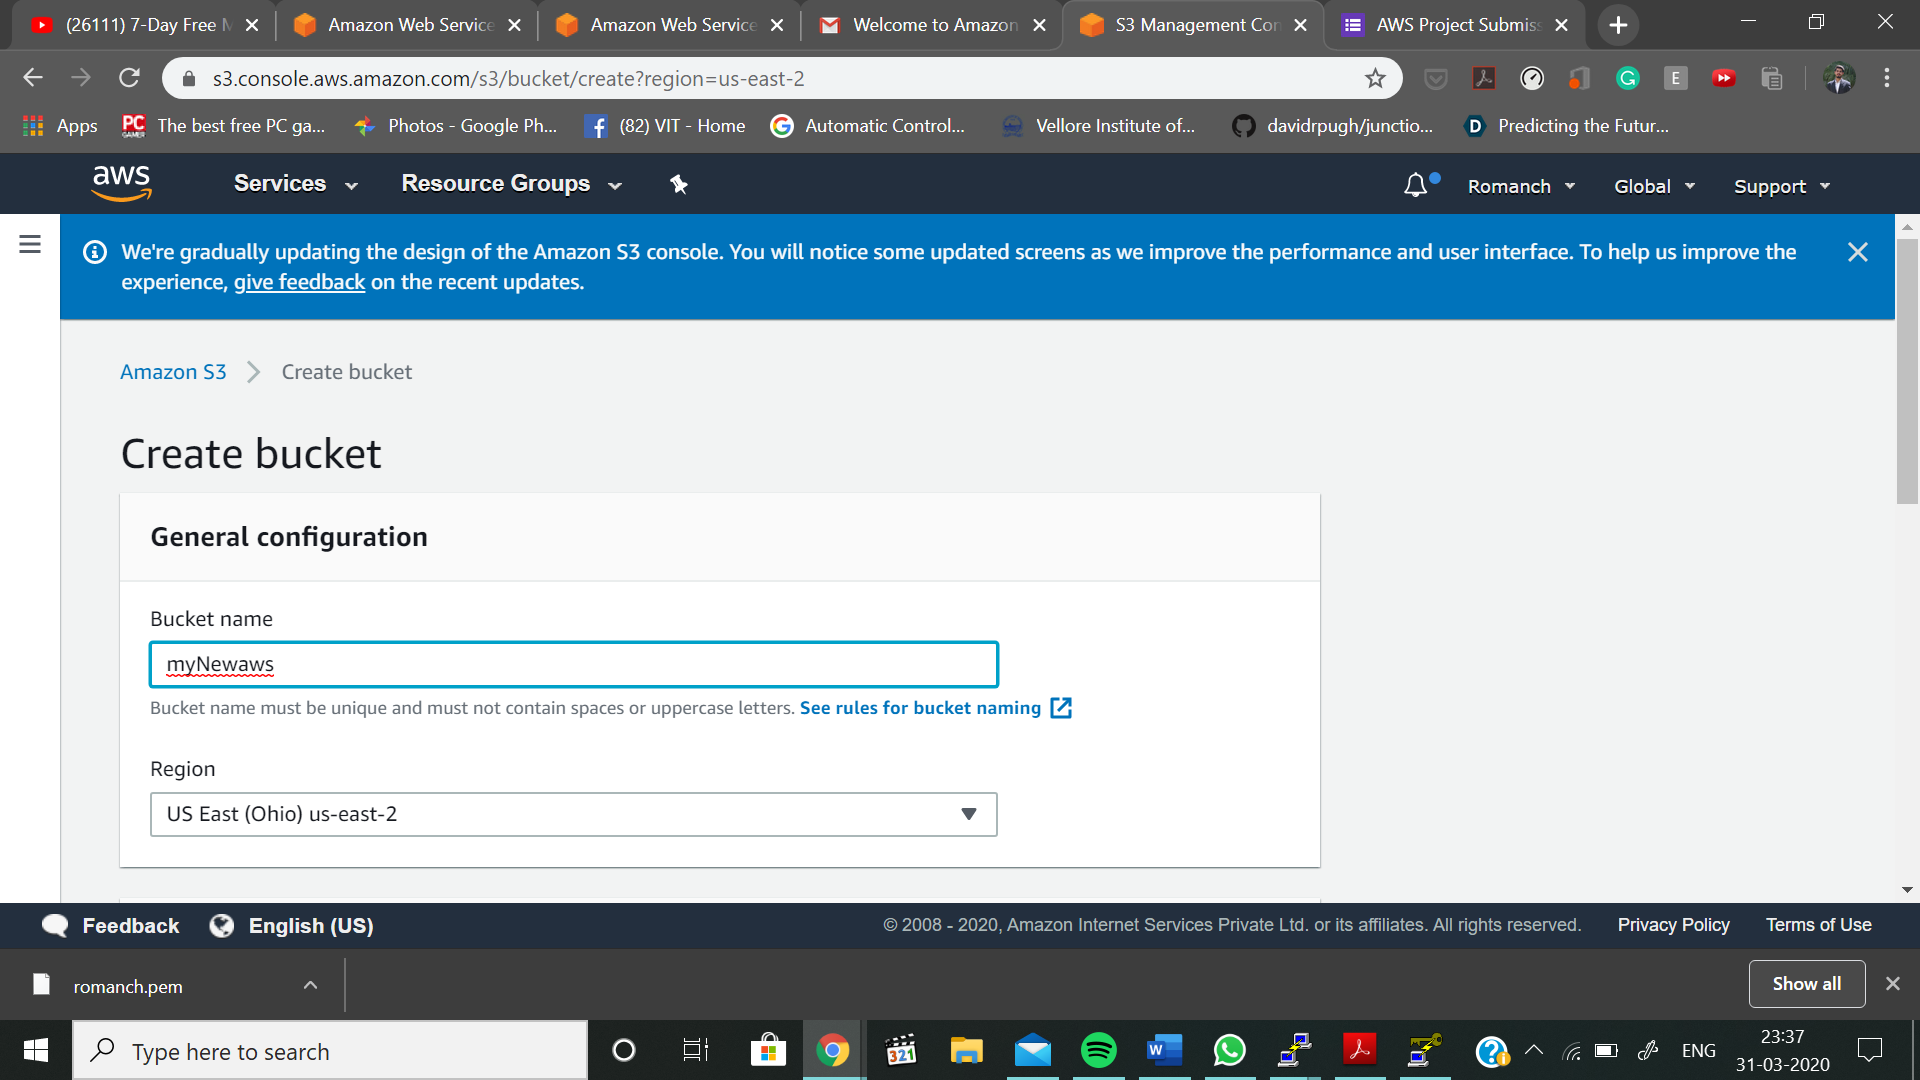 (26111) 7-Day Free M
Amazon Web Service
Amazon Web Service
Welcome to Amazon
S3 Management Con
AWS Project Submiss
s3.console.aws.amazon.com/s3/bucket/create?region=us-east-2
Apps
The best free PC ga...
Photos - Google Ph...
(82) VIT - Home
Automatic Control...
Vellore Institute of...
davidrpugh/junctio...
Predicting the Futur...
aws
Services
Resource Groups
Romanch
Global
Support
We're gradually updating the design of the Amazon S3 console. You will notice some updated screens as we improve the performance and user interface. To help us improve the
experience, give feedback on the recent updates.
Amazon S3
Create bucket
Create bucket
General configuration
Bucket name
myNewaws
Bucket name must be unique and must not contain spaces or uppercase letters. See rules for bucket naming
Region
US East (Ohio) us-east-2
Feedback
English (US)
© 2008 - 2020, Amazon Internet Services Private Ltd. or its affiliates. All rights reserved.
Privacy Policy
Terms of Use
romanch.pem
Show all
Type here to search
321
ENG
23:37
31-03-2020